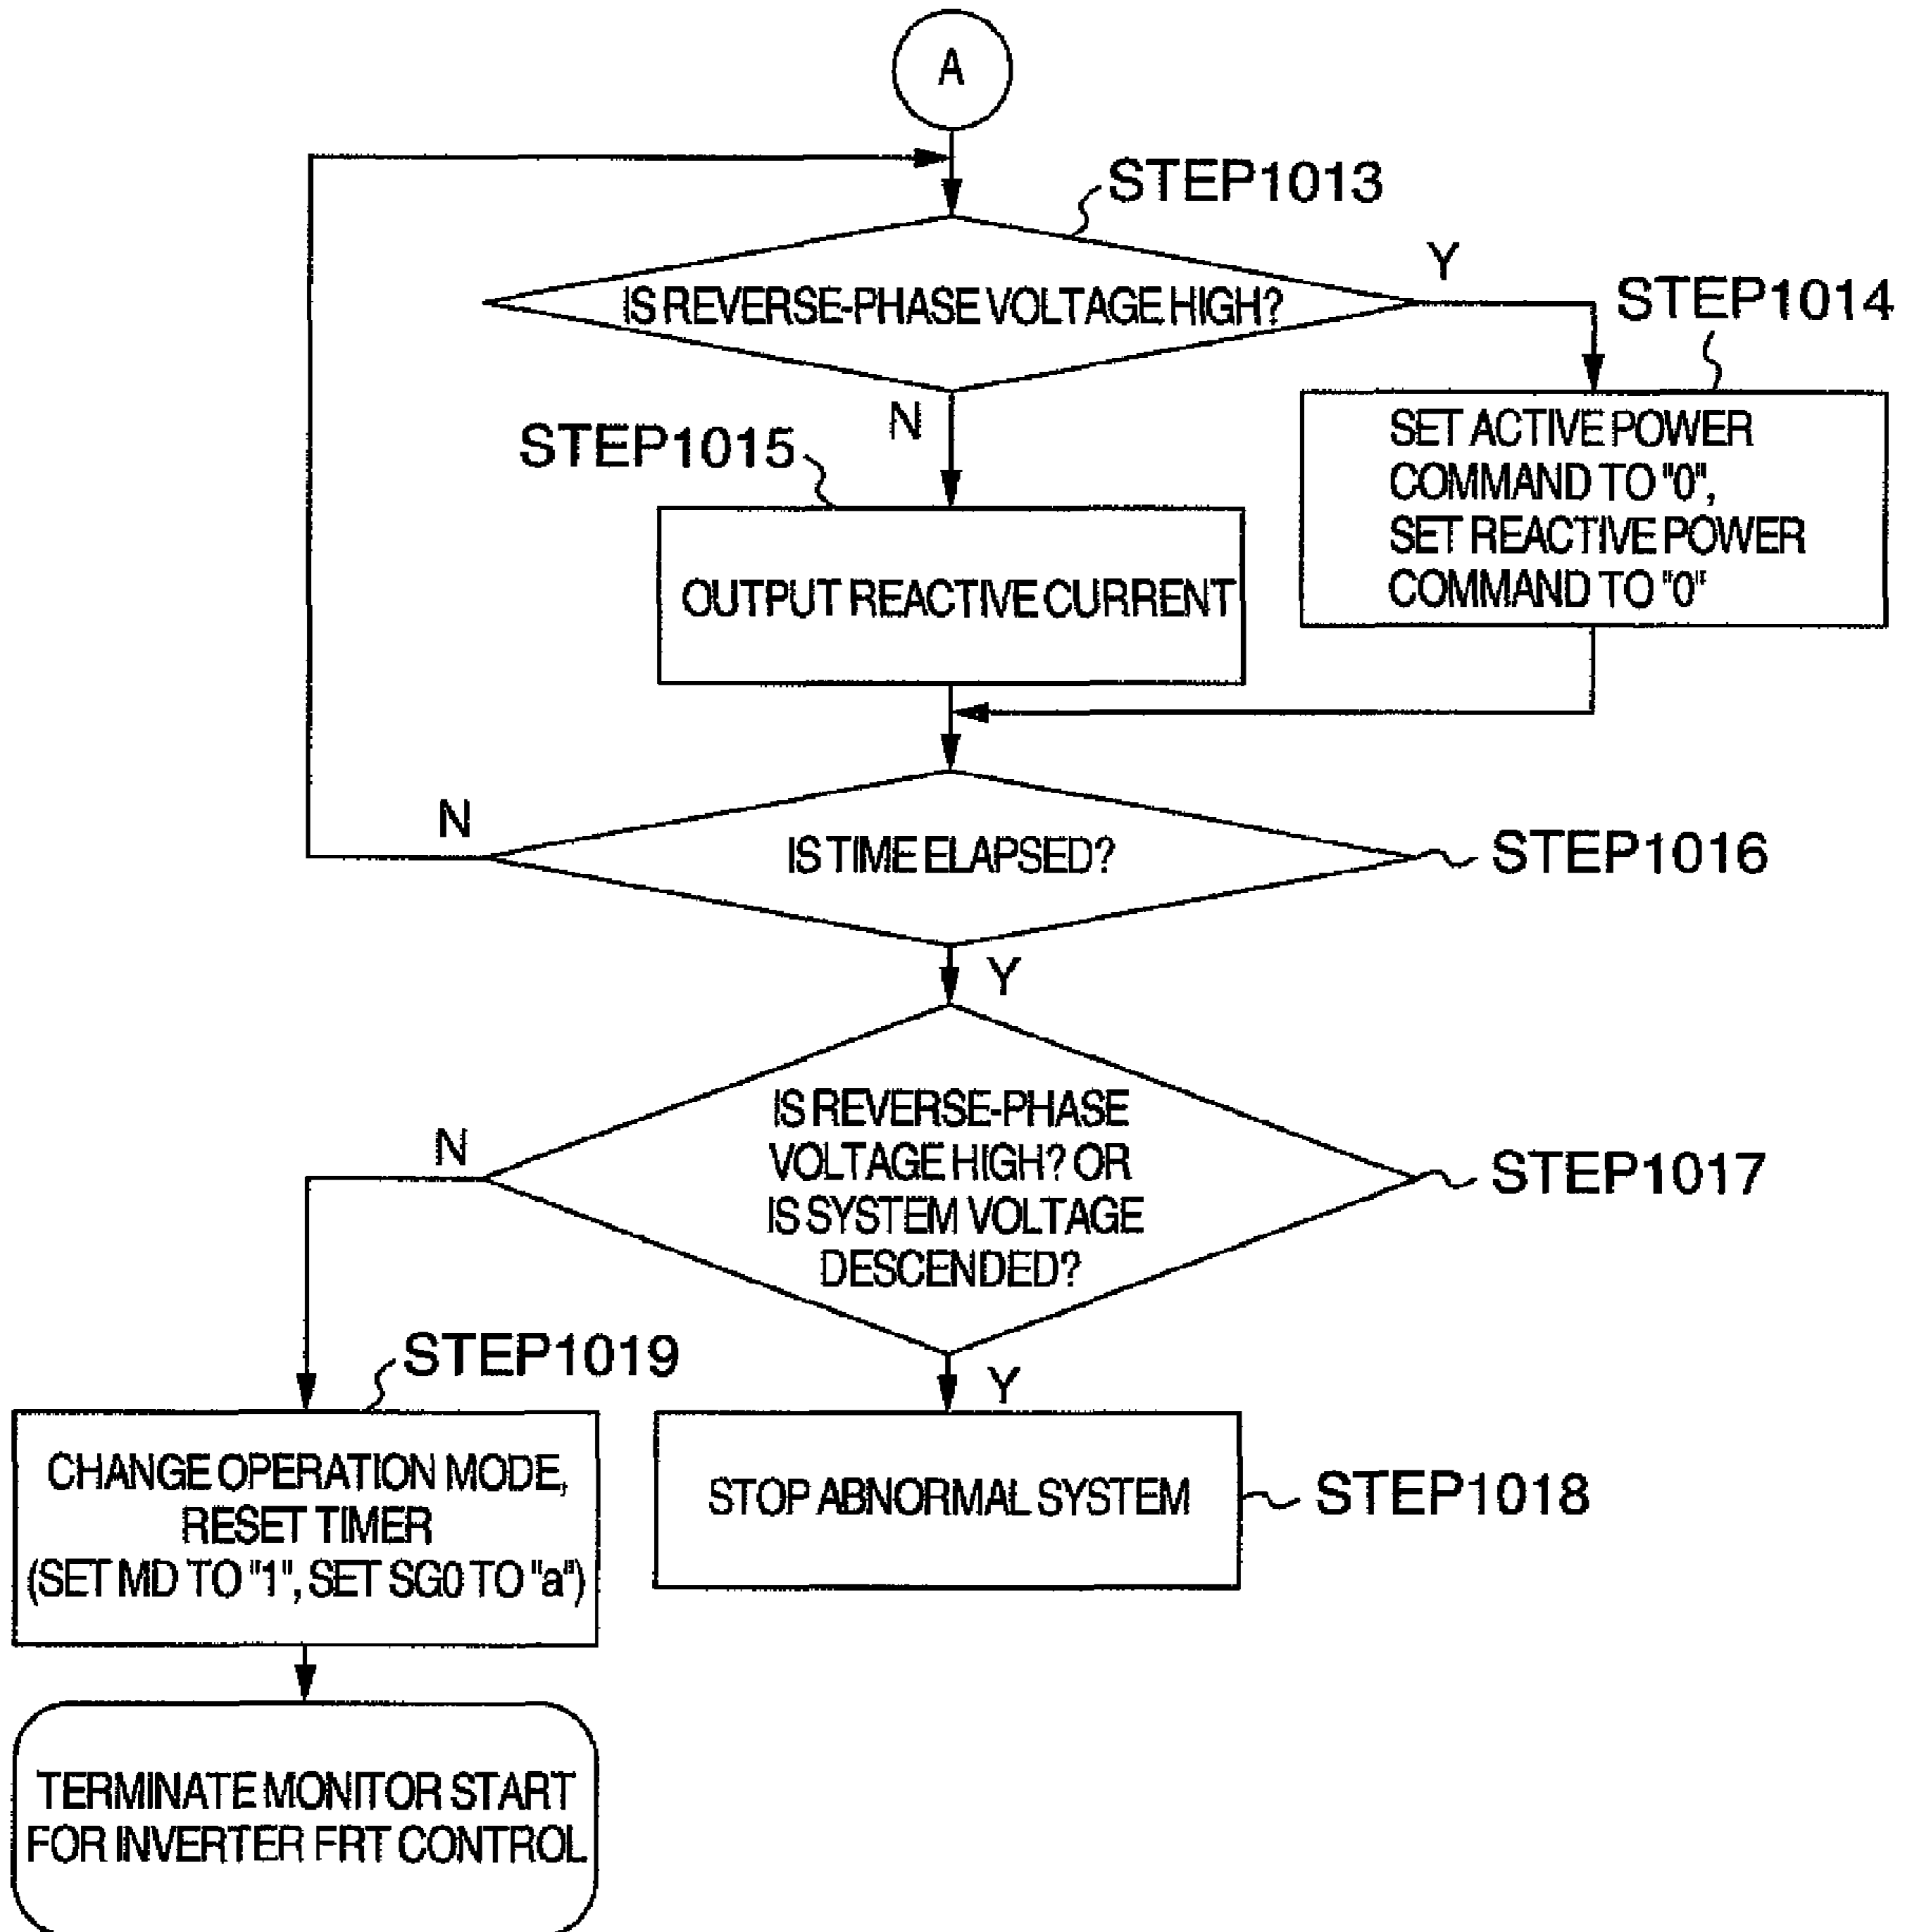 A
STEP1013
Y
IS REVERSE-PHASE VOLTAGE HIGH?
STEP1014
N
STEP1015
SET ACTIVE POWER
COMMAND TO "0",
SET REACTIVE POWER
COMMAND TO "0"
OUTPUT REACTIVE CURRENT
N
IS TIME ELAPSED?
STEP1016
Y
IS REVERSE-PHASE
VOLTAGE HIGH? OR
IS SYSTEM VOLTAGE
DESCENDED?
N
STEP1017
STEP1019
Y
CHANGE OPERATION MODE,
RESET TIMER
(SET MD TO "1", SET SG0 TO "a")
STOP ABNORMAL SYSTEM
STEP1018
TERMINATE MONITOR START
FOR INVERTER FRT CONTROL